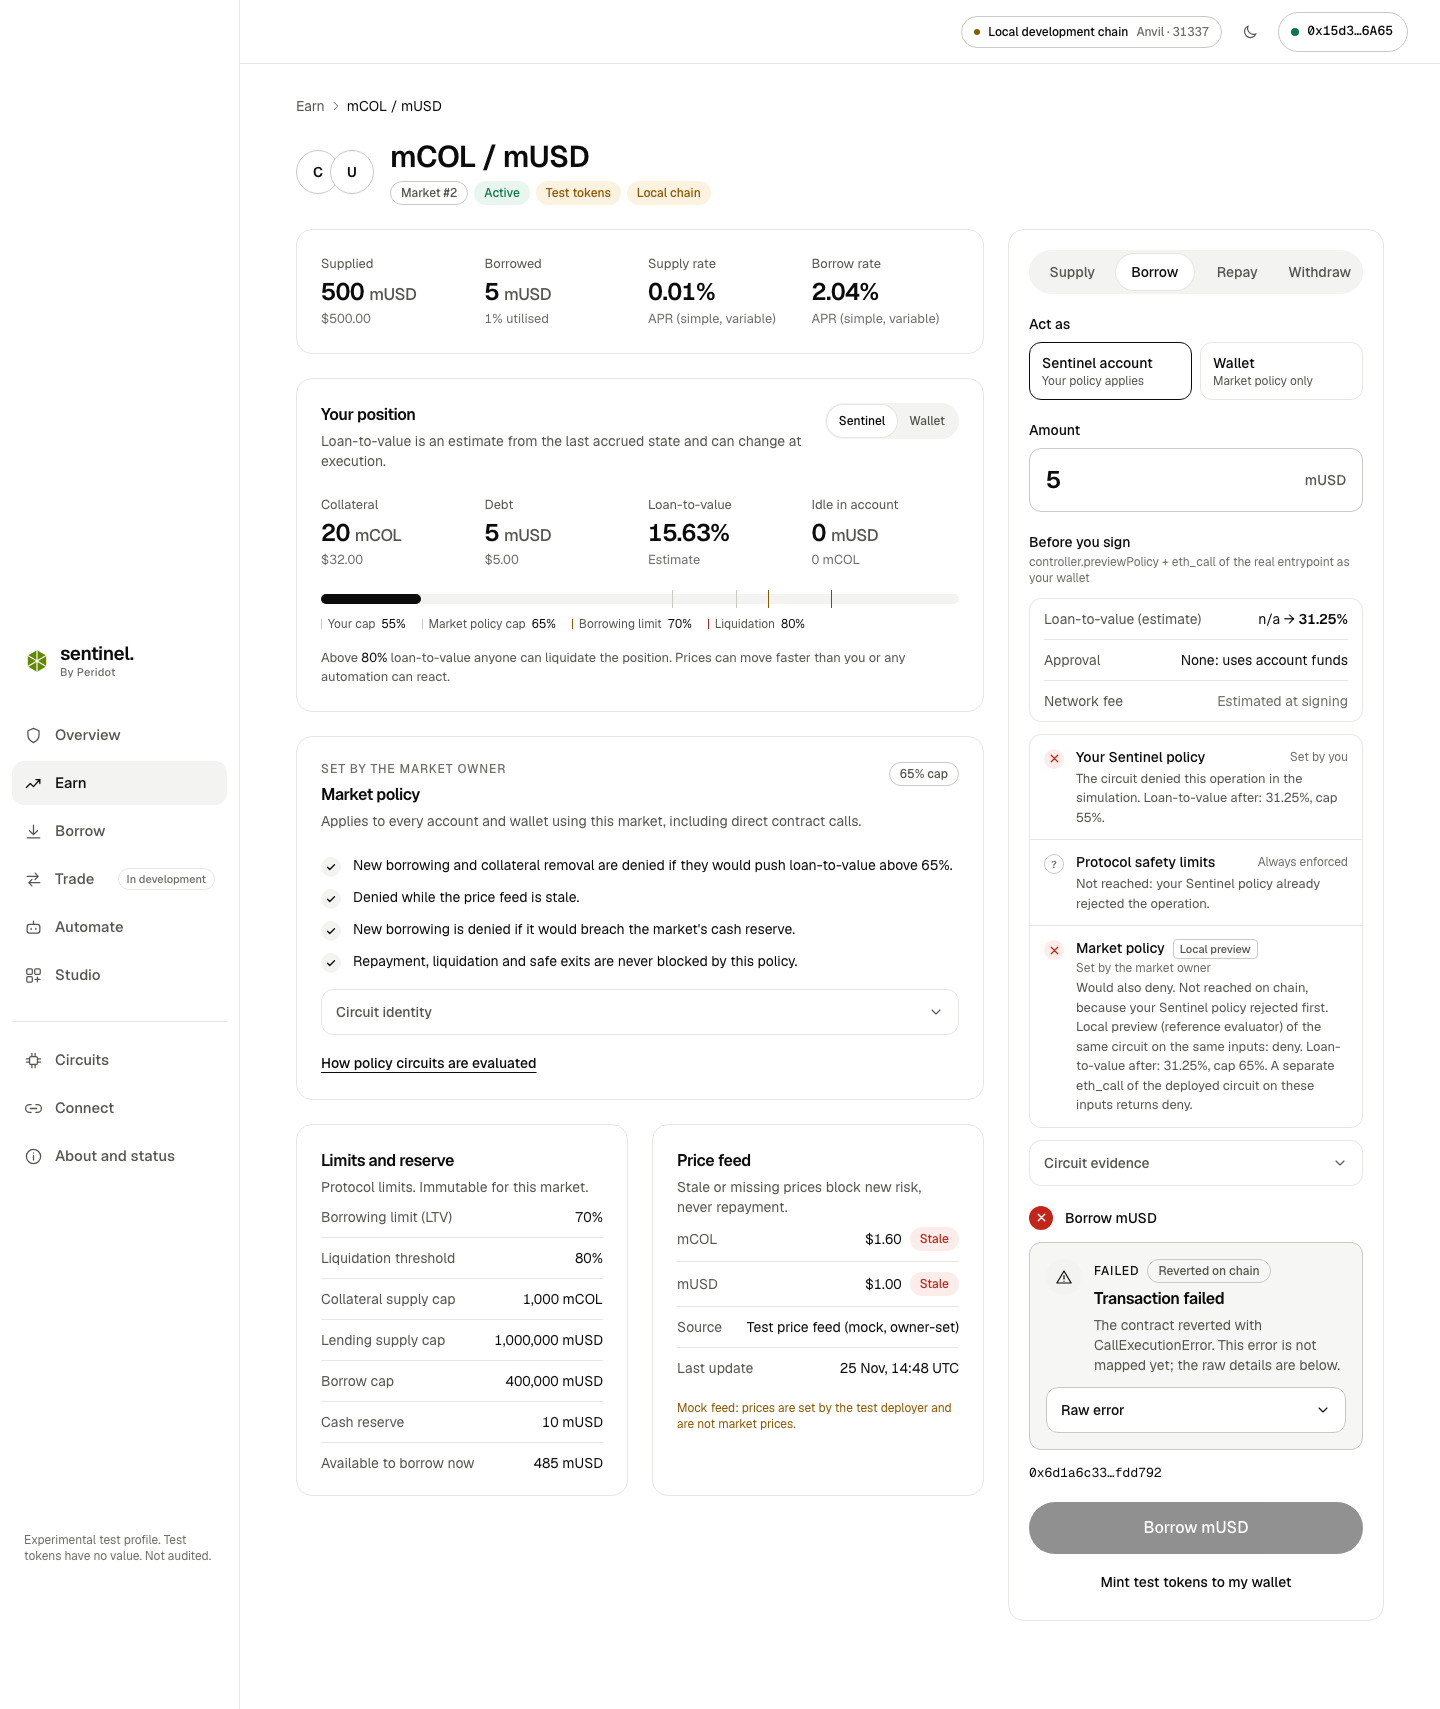 Local development chain Anvil · 31337
0x15d3…6A65
Earn > mCOL / mUSD
C U
mCOL / mUSD
Market #2 Active Test tokens Local chain
Supplied
500 mUSD
$500.00
Borrowed
5 mUSD
1% utilised
Supply rate
0.01%
APR (simple, variable)
Borrow rate
2.04%
APR (simple, variable)
Your position
Sentinel Wallet
Loan-to-value is an estimate from the last accrued state and can change at
execution.
Collateral
20 mCOL
$32.00
Debt
5 mUSD
$5.00
Loan-to-value
15.63%
Estimate
Idle in account
0 mUSD
0 mCOL
Your cap 55% Market policy cap 65% Borrowing limit 70% Liquidation 80%
Above 80% loan-to-value anyone can liquidate the position. Prices can move faster than you or any
automation can react.
SET BY THE MARKET OWNER
65% cap
Market policy
Applies to every account and wallet using this market, including direct contract calls.
New borrowing and collateral removal are denied if they would push loan-to-value above 65%.
Denied while the price feed is stale.
New borrowing is denied if it would breach the market's cash reserve.
Repayment, liquidation and safe exits are never blocked by this policy.
Circuit identity
How policy circuits are evaluated
Limits and reserve
Protocol limits. Immutable for this market.
Borrowing limit (LTV) 70%
Liquidation threshold 80%
Collateral supply cap 1,000 mCOL
Lending supply cap 1,000,000 mUSD
Borrow cap 400,000 mUSD
Cash reserve 10 mUSD
Available to borrow now 485 mUSD
Price feed
Stale or missing prices block new risk,
never repayment.
mCOL $1.60 Stale
mUSD $1.00 Stale
Source Test price feed (mock, owner-set)
Last update 25 Nov, 14:48 UTC
Mock feed: prices are set by the test deployer and
are not market prices.
Supply Borrow Repay Withdraw
Act as
Sentinel account
Your policy applies
Wallet
Market policy only
Amount
5 mUSD
Before you sign
controller.previewPolicy + eth_call of the real entrypoint as
your wallet
Loan-to-value (estimate) n/a → 31.25%
Approval None: uses account funds
Network fee Estimated at signing
Your Sentinel policy Set by you
The circuit denied this operation in the
simulation. Loan-to-value after: 31.25%, cap
55%.
? Protocol safety limits Always enforced
Not reached: your Sentinel policy already
rejected the operation.
Market policy Local preview
Set by the market owner
Would also deny. Not reached on chain,
because your Sentinel policy rejected first.
Local preview (reference evaluator) of the
same circuit on the same inputs: deny. Loan-
to-value after: 31.25%, cap 65%. A separate
eth_call of the deployed circuit on these
inputs returns deny.
Circuit evidence
Borrow mUSD
FAILED Reverted on chain
Transaction failed
The contract reverted with
CallExecutionError. This error is not
mapped yet; the raw details are below.
Raw error
0x6d1a6c33…fdd792
Borrow mUSD
Mint test tokens to my wallet
sentinel.
By Peridot
Overview
Earn
Borrow
Trade In development
Automate
Studio
Circuits
Connect
About and status
Experimental test profile. Test
tokens have no value. Not audited.